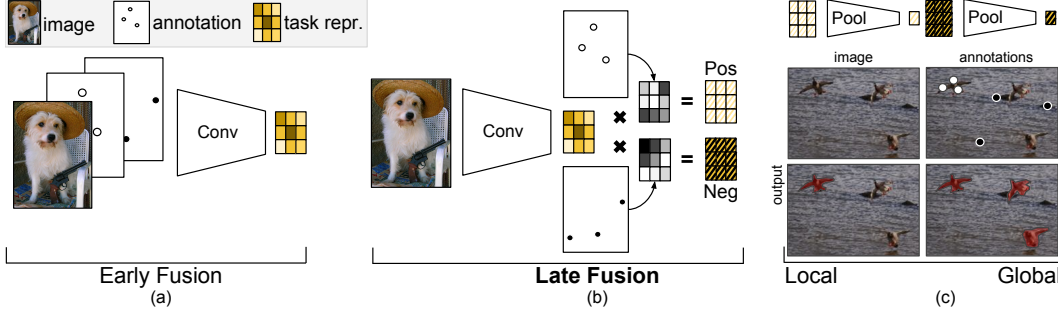 image
annotation
task repr.
Conv
Early Fusion
(a)
Conv
Pos
=
=
Neg
Late Fusion
(b)
Pool
Pool
image
annotations
output
Local
Global
(c)